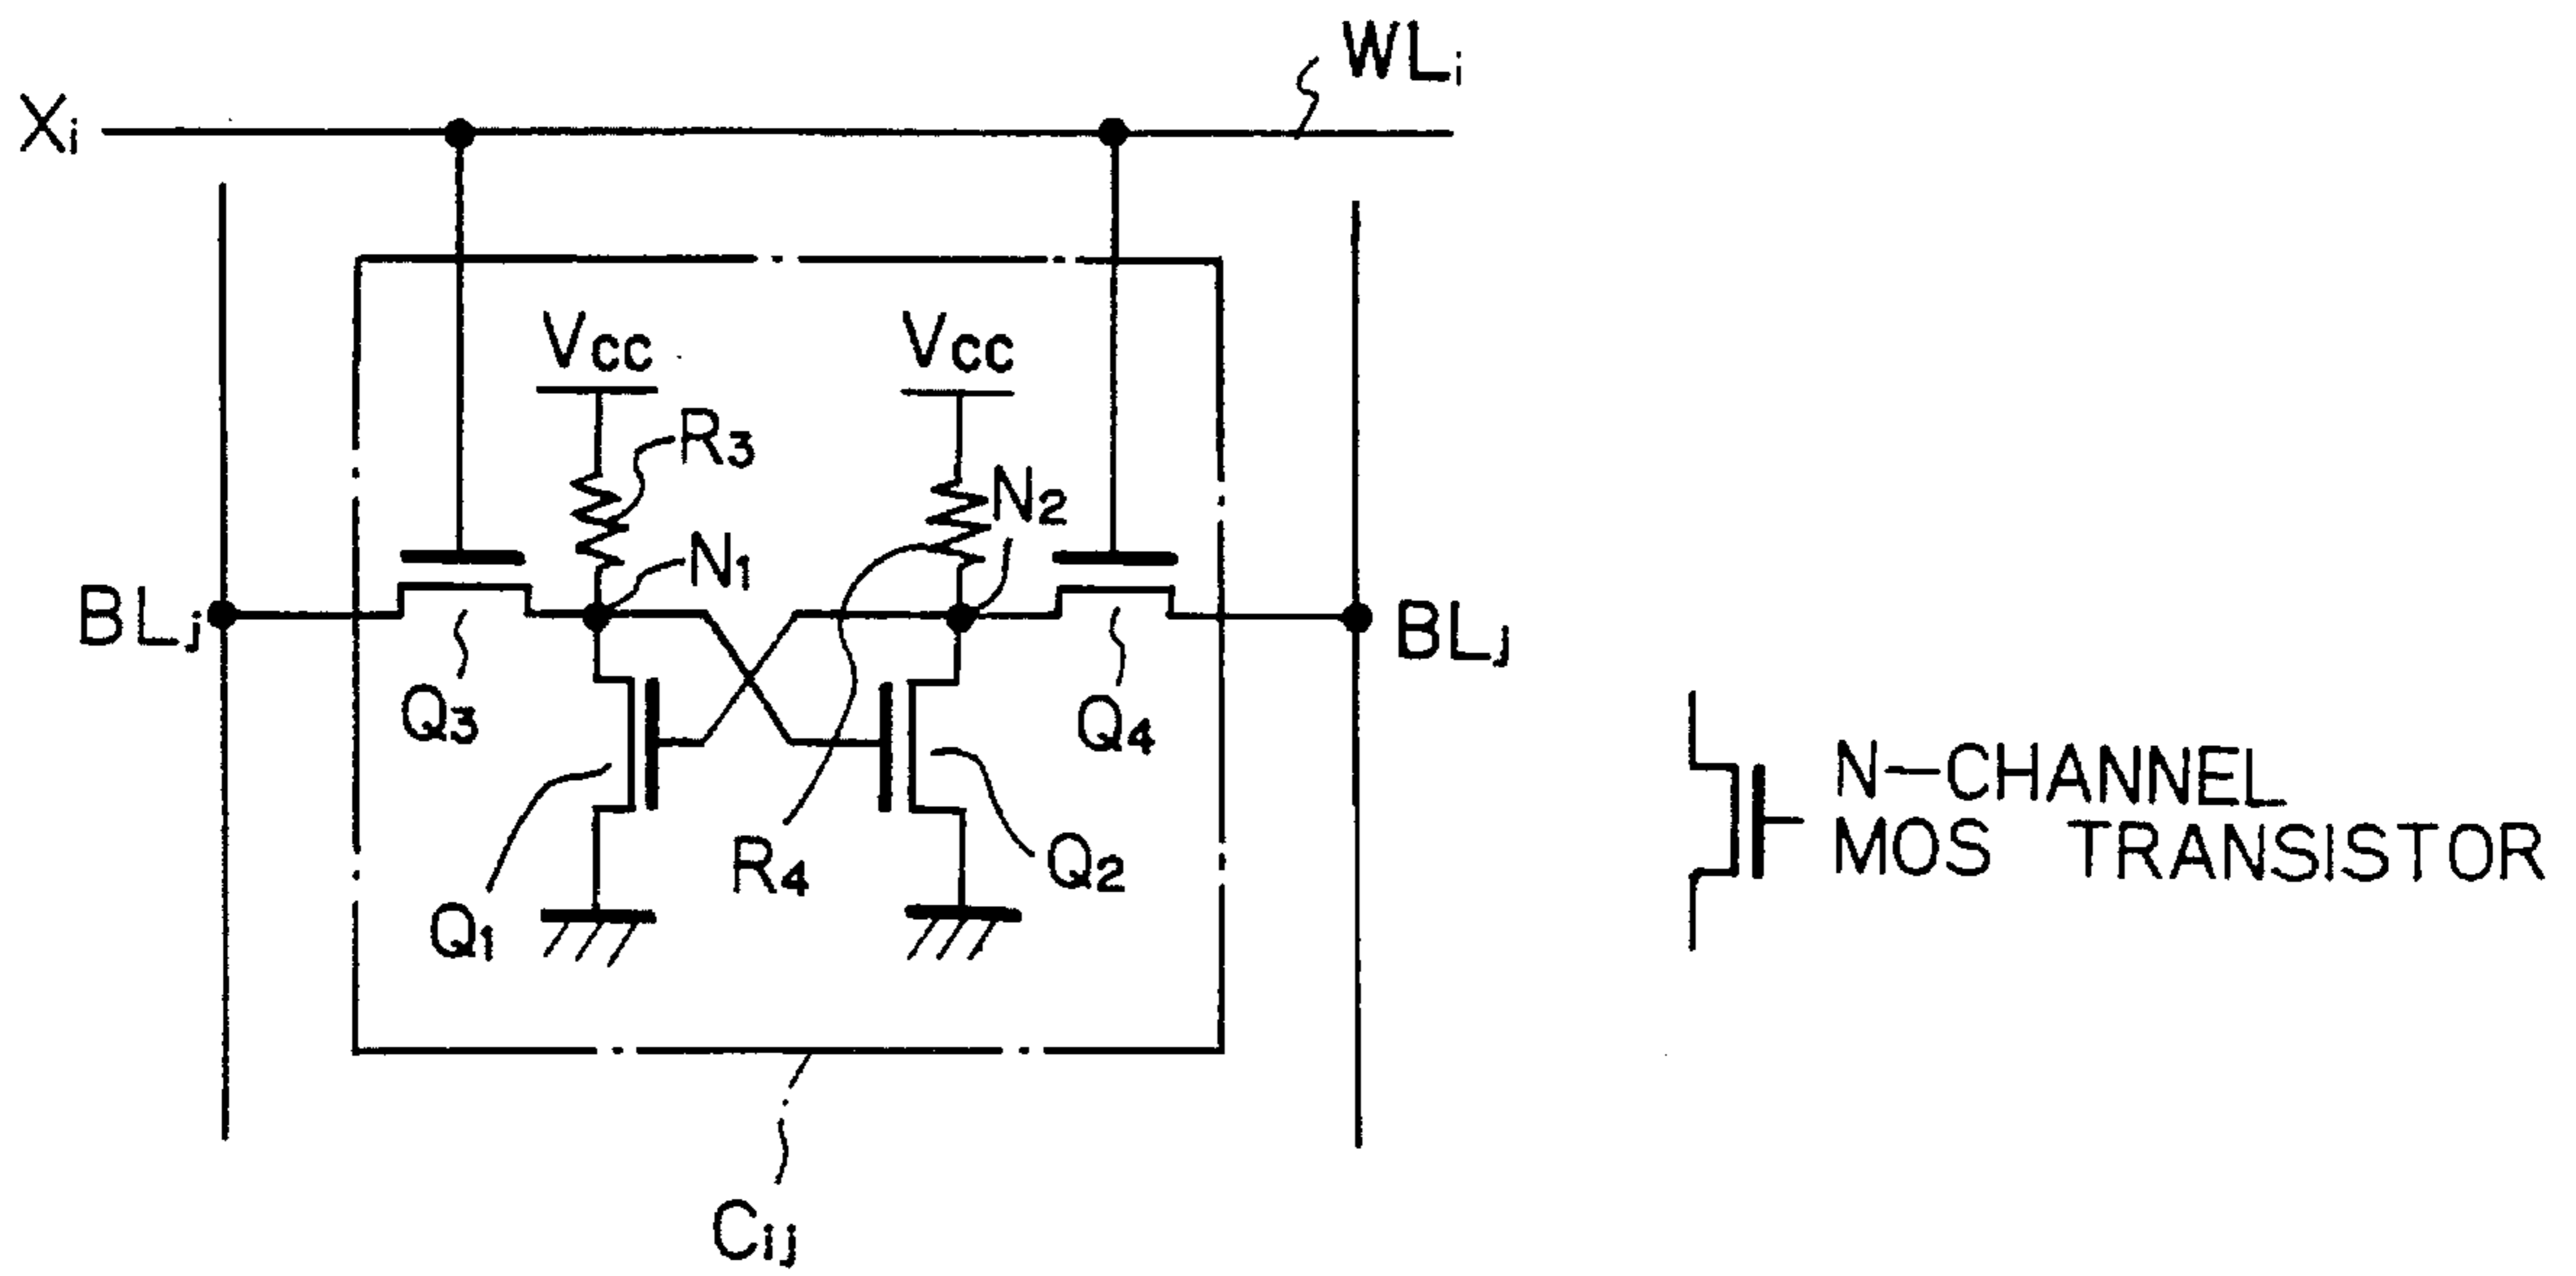 WLi
Xi
Vcc
Vcc
R3
N2
N1
BLj
BLj
Q3
Q4
N-CHANNEL
MOS TRANSISTOR
R4
Q2
Q1
Cij